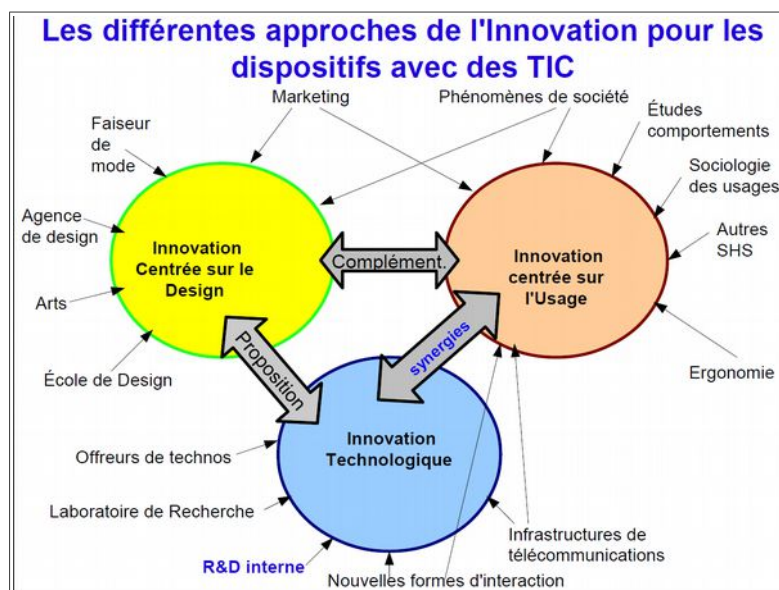 Les différentes approches de l'Innovation pour les
dispositifs avec des TIC
Marketing
Phénomènes de société
Faiseur
de
mode
Études
comportements
Sociologie
des usages
Agence
de design
Autres
SHS
Innovation
Centrée sur le
Design
Complément.
Innovation
centrée sur
l'Usage
Arts
École de Design
Proposition
synergies
Ergonomie
Innovation
Technologique
Offreurs de technos
Laboratoire de Recherche
R&D interne
Nouvelles formes d'interaction
Infrastructures de
télécommunications